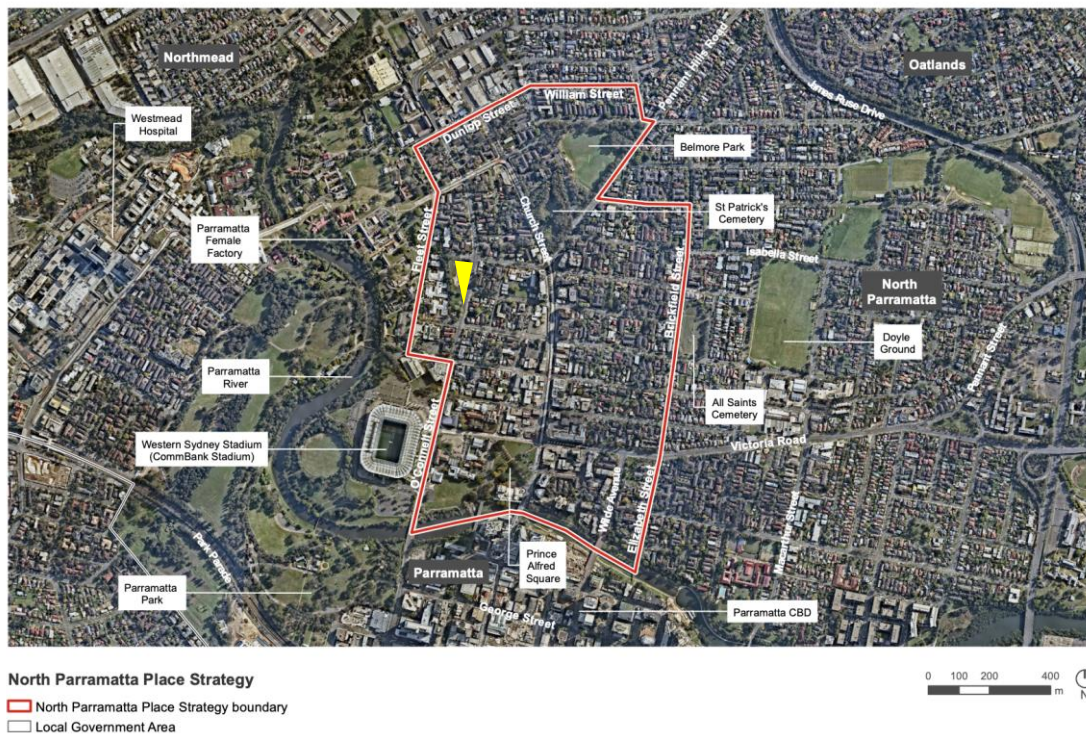 Northmead
Oatlands
William Street
Pennant Hills Road
James Ruse Drive
Dunlop Street
Westmead
Hospital
Belmore Park
St Patrick's
Cemetery
Church Street
Parramatta
Female
Factory
Fleet Street
Isabella Street
Brickfield Street
North
Parramatta
Doyle
Ground
Pennant Street
Parramatta
River
All Saints
Cemetery
Victoria Road
Western Sydney Stadium
(CommBank Stadium)
O'Connell Street
Wilde Avenue
Elizabeth Street
Macarthur Street
Park Parade
Prince
Alfred
Square
Parramatta
Parramatta
Park
George Street
Parramatta CBD
North Parramatta Place Strategy
North Parramatta Place Strategy boundary
Local Government Area
0 100 200 400
m
N